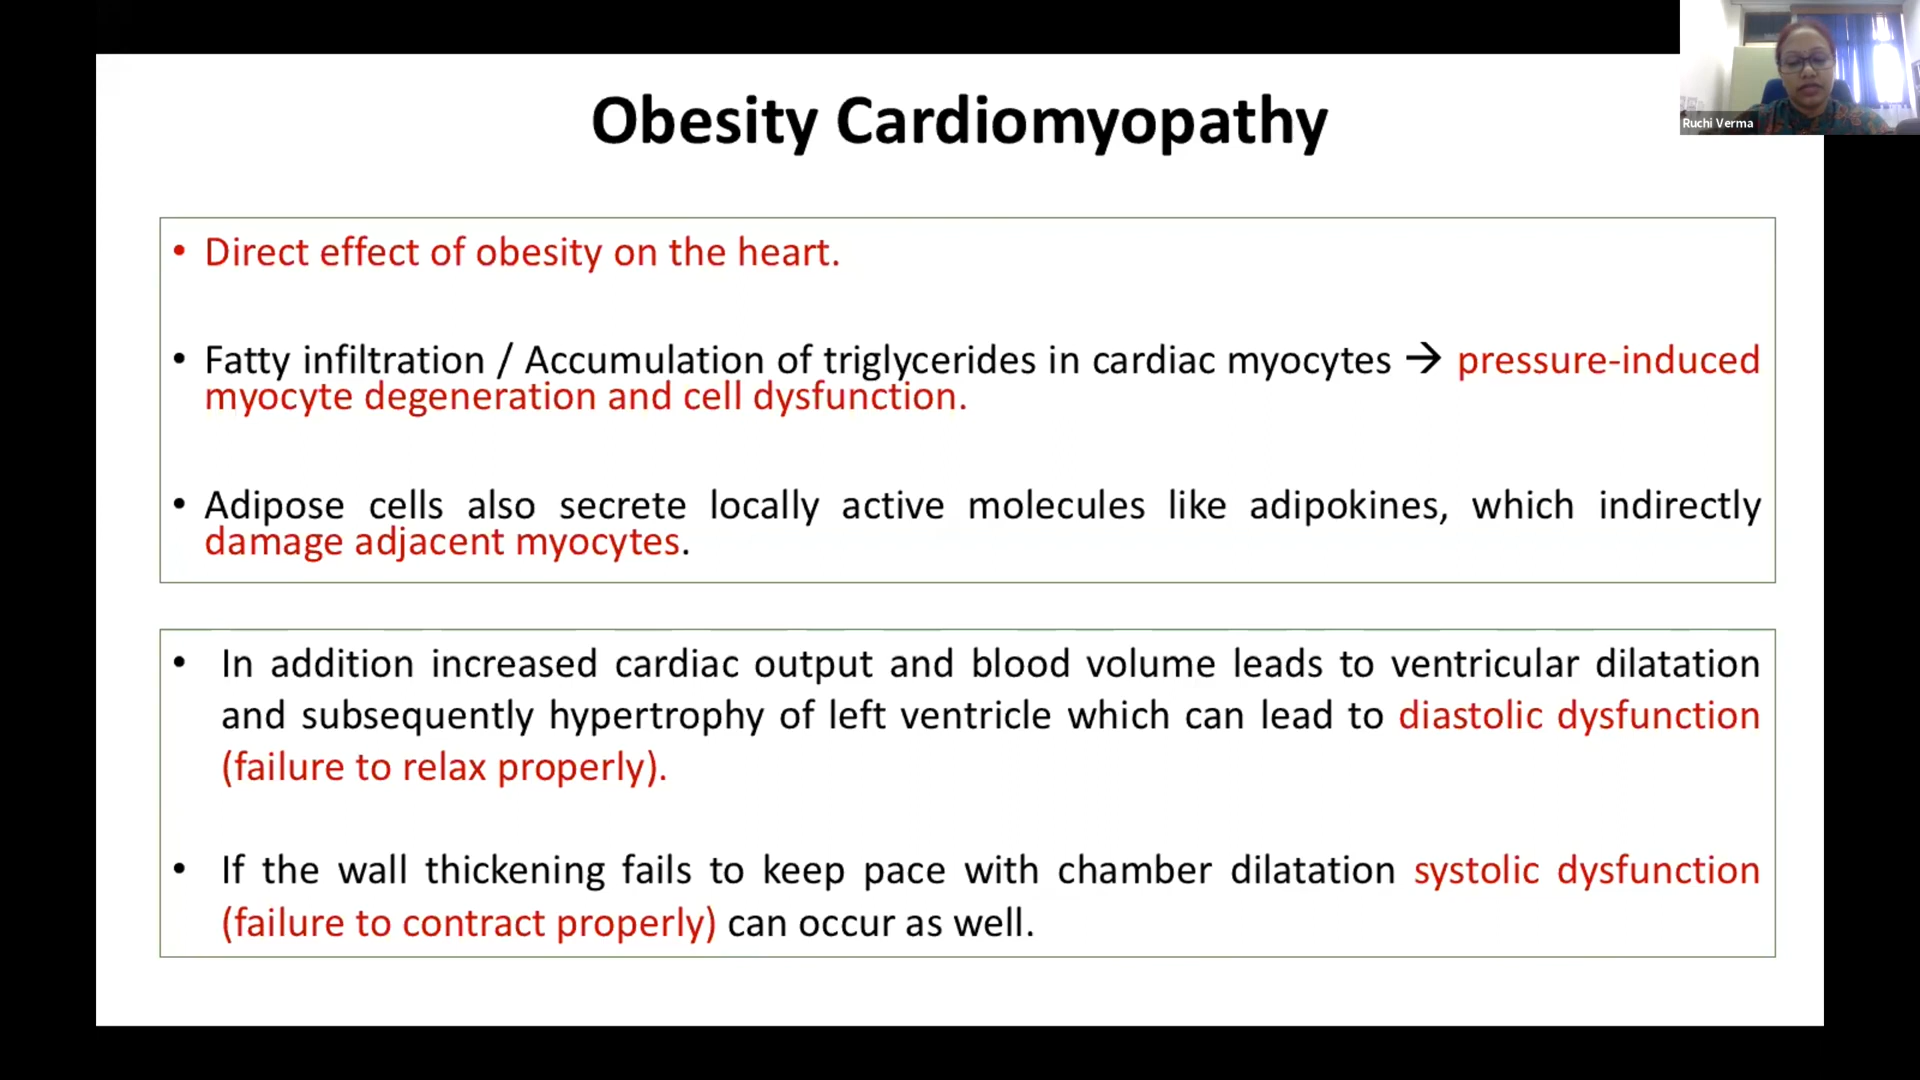 Obesity Cardiomyopathy
Ruchi Verma
• Direct effect of obesity on the heart.
• Fatty infiltration / Accumulation of triglycerides in cardiac myocytes → pressure-induced
myocyte degeneration and cell dysfunction.
• Adipose cells also secrete locally active molecules like adipokines, which indirectly
damage adjacent myocytes.
• In addition increased cardiac output and blood volume leads to ventricular dilatation
and subsequently hypertrophy of left ventricle which can lead to diastolic dysfunction
(failure to relax properly).
• If the wall thickening fails to keep pace with chamber dilatation systolic dysfunction
(failure to contract properly) can occur as well.